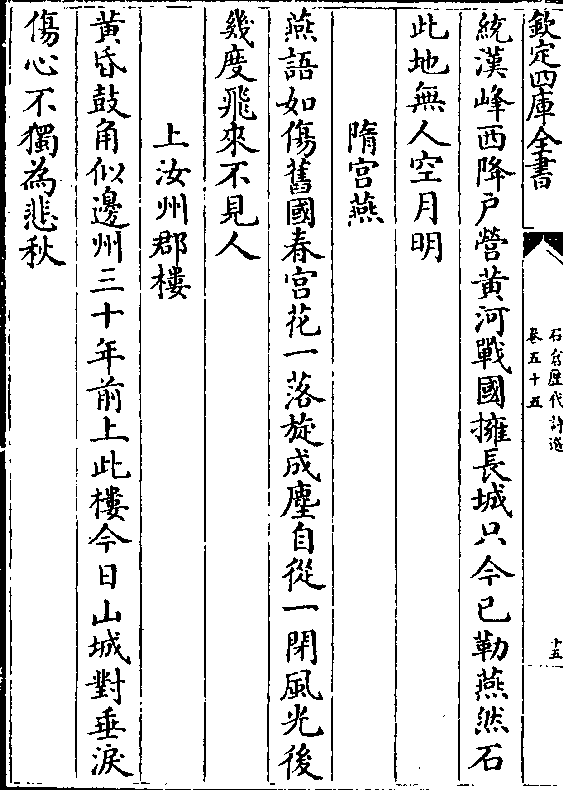 欽定四庫全書
石倉歷代詩選
卷五十五
十五
統漢峰西降戶營黃河戰國擁長城只今已勒燕然石
此地無人空月明
隋宮燕
燕語如傷舊國春宮花一落旋成塵自從一閉風光後
幾度飛來不見人
上汝州郡樓
黃昏鼓角似邊州三十年前上此樓今日山城對垂淚
傷心不獨為悲秋